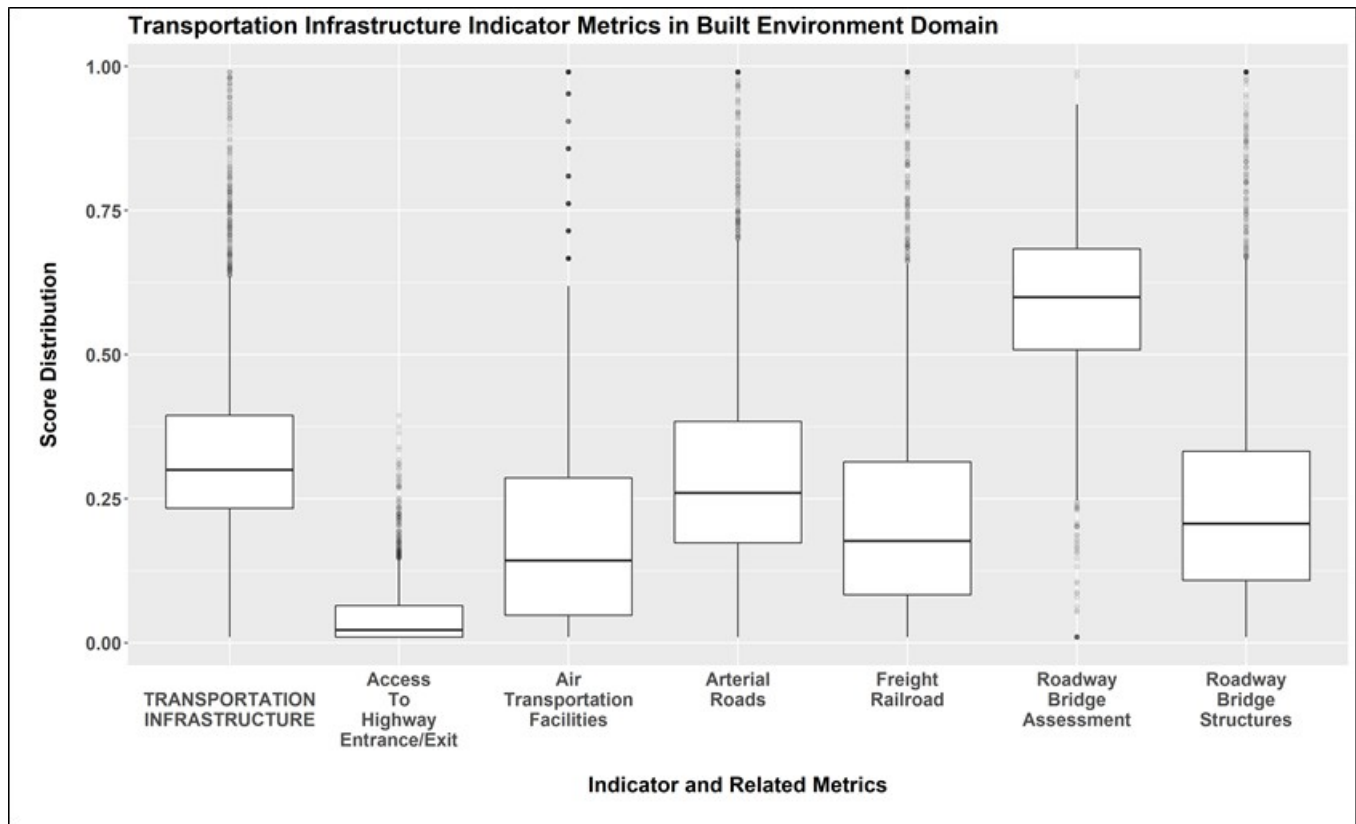 Transportation Infrastructure Indicator Metrics in Built Environment Domain
Score Distribution
1.00
0.75
0.50
0.25
0.00
TRANSPORTATION
INFRASTRUCTURE
Access
To
Highway
Entrance/Exit
Air
Transportation
Facilities
Arterial
Roads
Freight
Railroad
Roadway
Bridge
Assessment
Roadway
Bridge
Structures
Indicator and Related Metrics